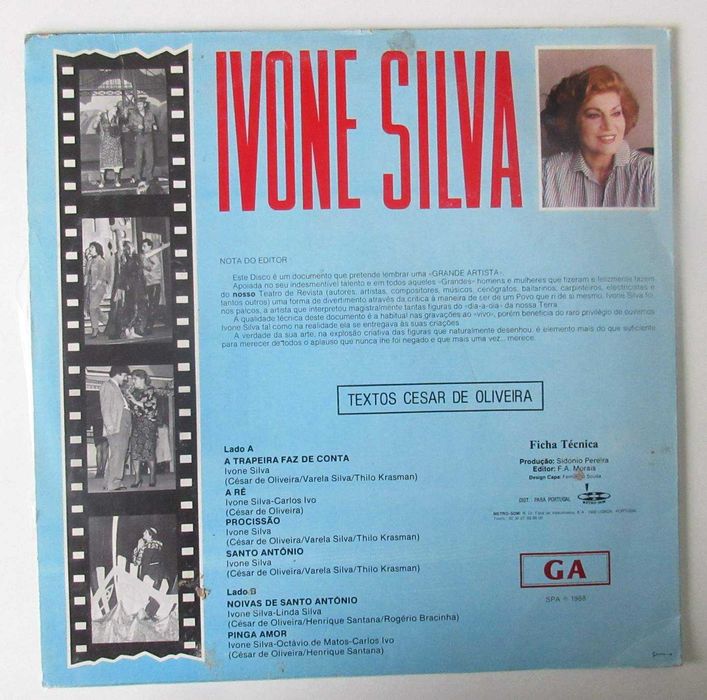 IVONE SILVA
NOTA DO EDITOR
Este Disco é um documento que pretende lembrar uma «GRANDE ARTISTA»
Apoiada no seu indesmentível talento e em todos aqueles «Grandes» homens e mulheres que fizeram e felizmente fazem
do nosso Teatro de Revista (autores, artistas, compositores, músicos, cenógrafos, bailarinos, carpinteiros, electricistas e
tantos outros) uma forma de divertimento através da crítica à maneira de ser de um Povo que ri de si mesmo, Ivone Silva foi
nos palcos, a artista que interpretou magistralmente tantas figuras do «dia-a-dia» da nossa Terra
A qualidade técnica deste documento é a habitual nas gravações ao «vivo», porém beneficia do raro privilégio de ouvirmos
Ivone Silva tal como na realidade ela se entregava às suas criações
A verdade da sua arte, na explosão criativa das figuras que naturalmente desenhou, é elemento mais do que suficiente
para merecer de todos o aplauso que nunca lhe foi negado e que mais uma vez... merece.
TEXTOS CESAR DE OLIVEIRA
Lado A
A TRAPEIRA FAZ DE CONTA
Ivone Silva
(César de Oliveira/Varela Silva/Thilo Krasman)
A RÉ
Ivone Silva-Carlos Ivo
(César de Oliveira)
PROCISSÃO
(César de Oliveira/Varela Silva/Thilo Krasman)
SANTO ANTÓNIO
Ivone Silva
(César de Oliveira/Varela Silva/Thilo Krasman)
Lado B
NOIVAS DE SANTO ANTÓNIO
Ivone Silva-Linda Silva
(César de Oliveira/Henrique Santana/Rogério Bracinha)
PINGA AMOR
Ivone Silva-Octávio de Matos-Carlos Ivo
(César de Oliveira/Henrique Santana)
Ficha Técnica
Produção: Sidonio Pereira
Editor: F.A. Morais
Design Capa: Fernando Sousa
DIST. PARA PORTUGAL
METRO-SOM
GA
SPA ℗ 1988